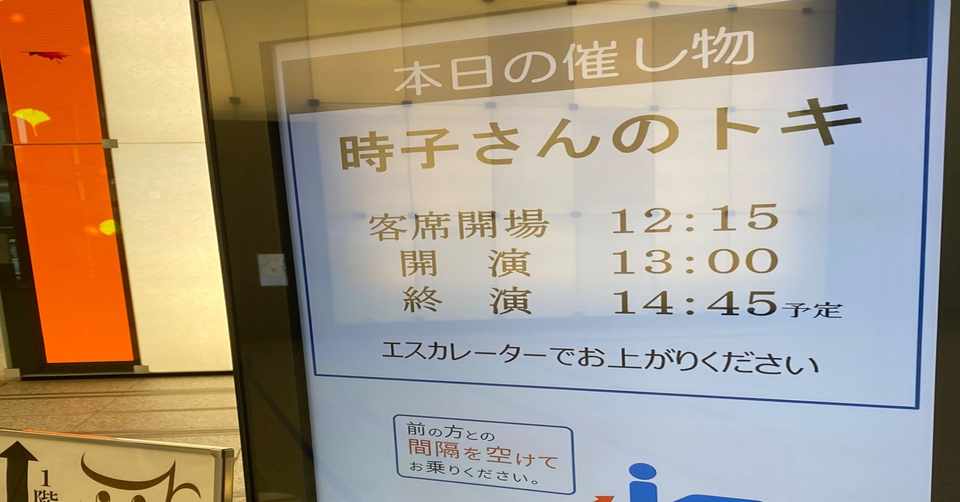 本日の催し物
時子さんのトキ
客席開場 12:15
開演 13:00
終演 14:45予定
エスカレーターでお上がりください
前の方との
間隔を空けて
お乗りください。
1階